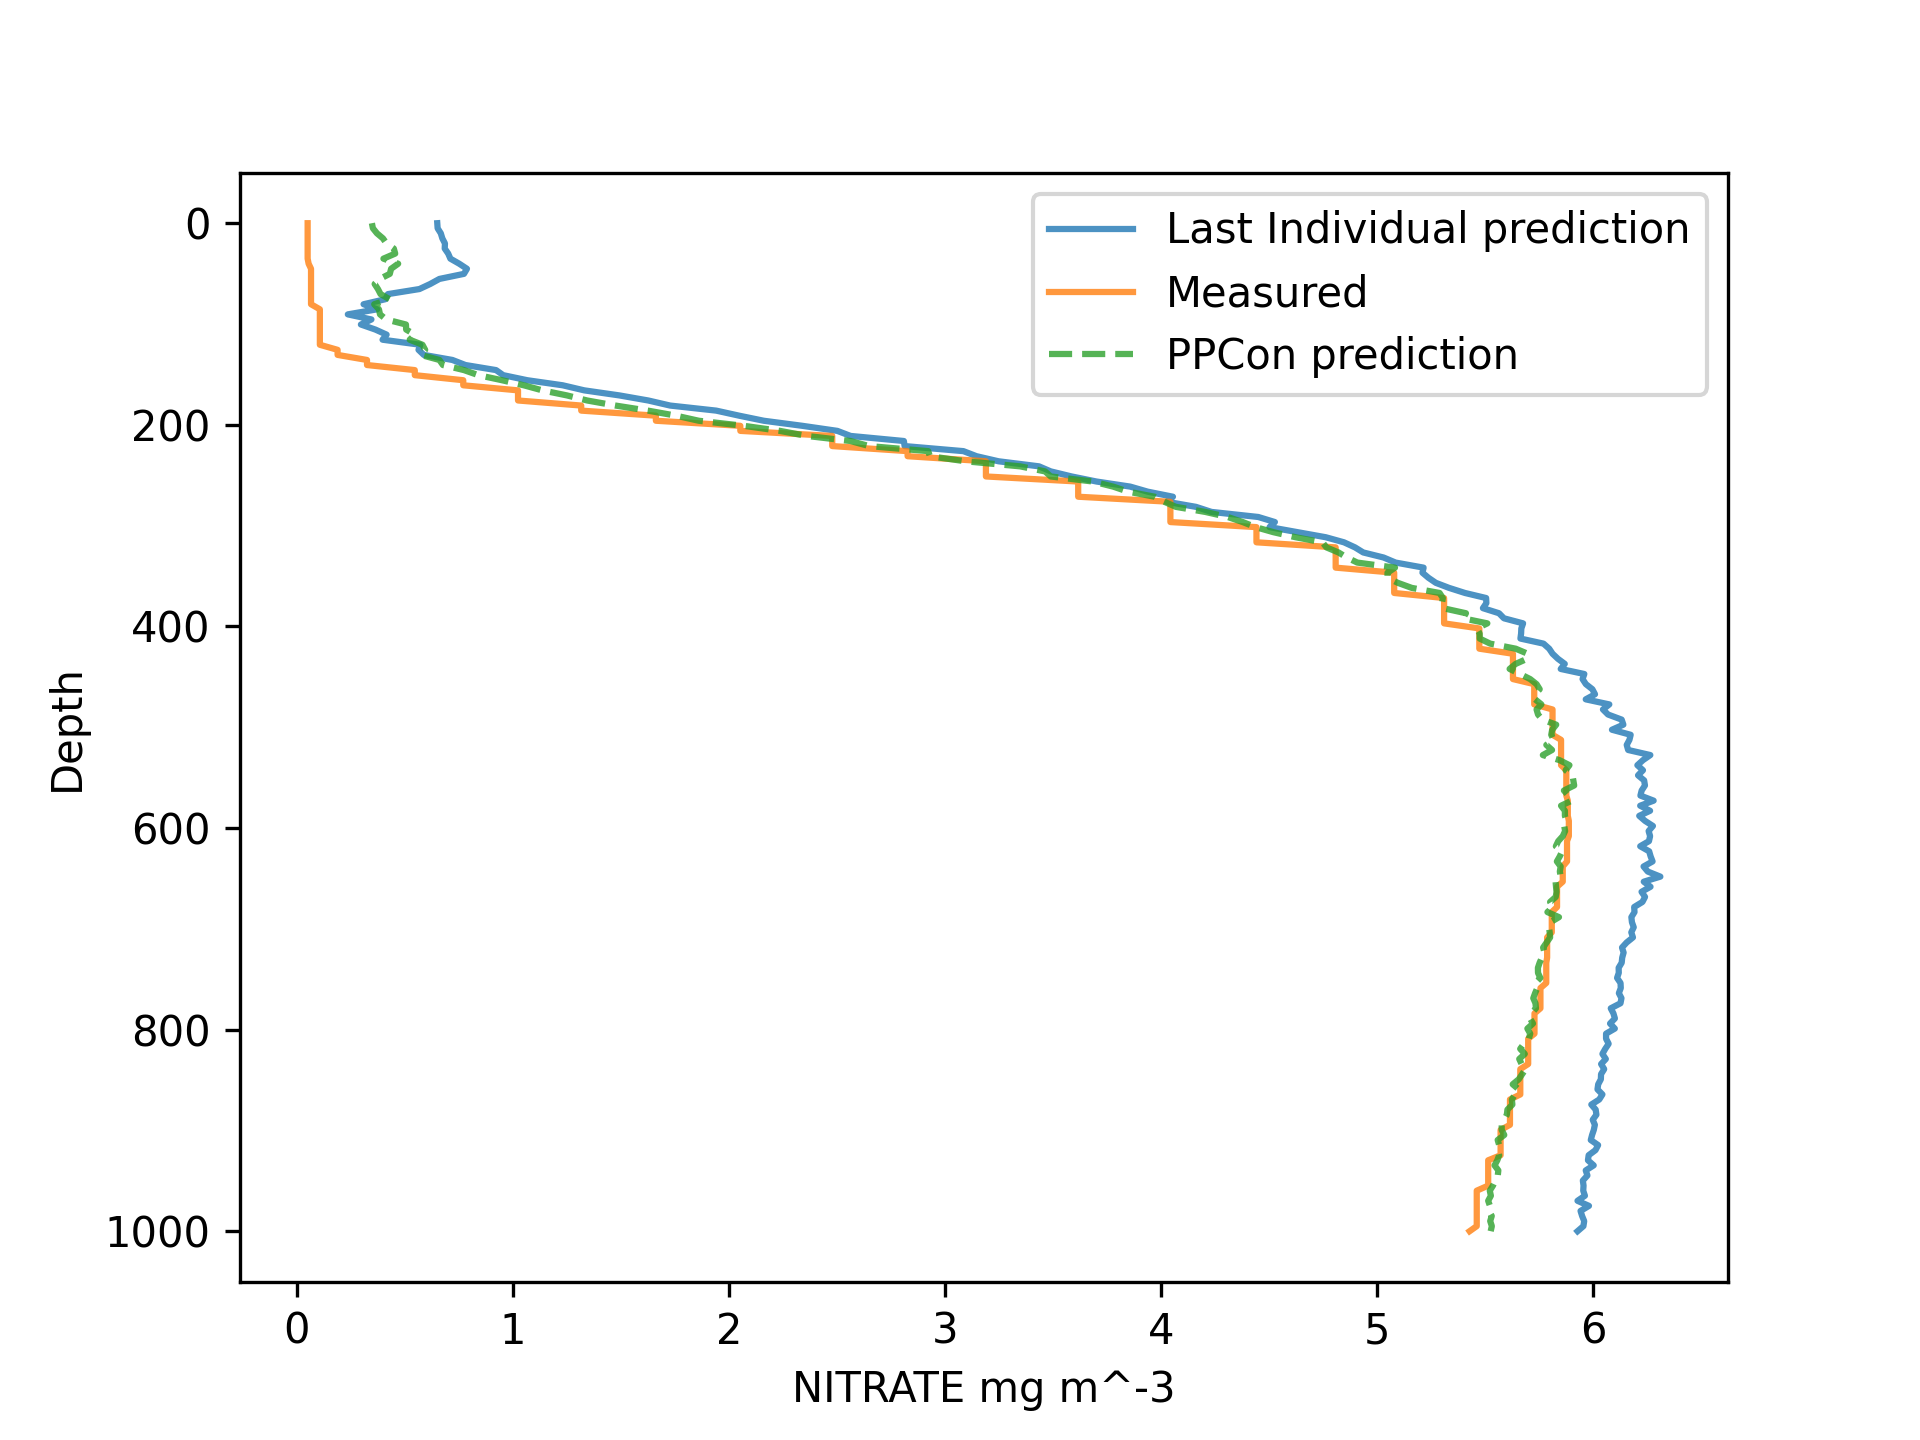 Last Individual prediction
Measured
PPCon prediction
0
200
400
600
800
1000
Depth
0 1 2 3 4 5 6
NITRATE mg m^-3